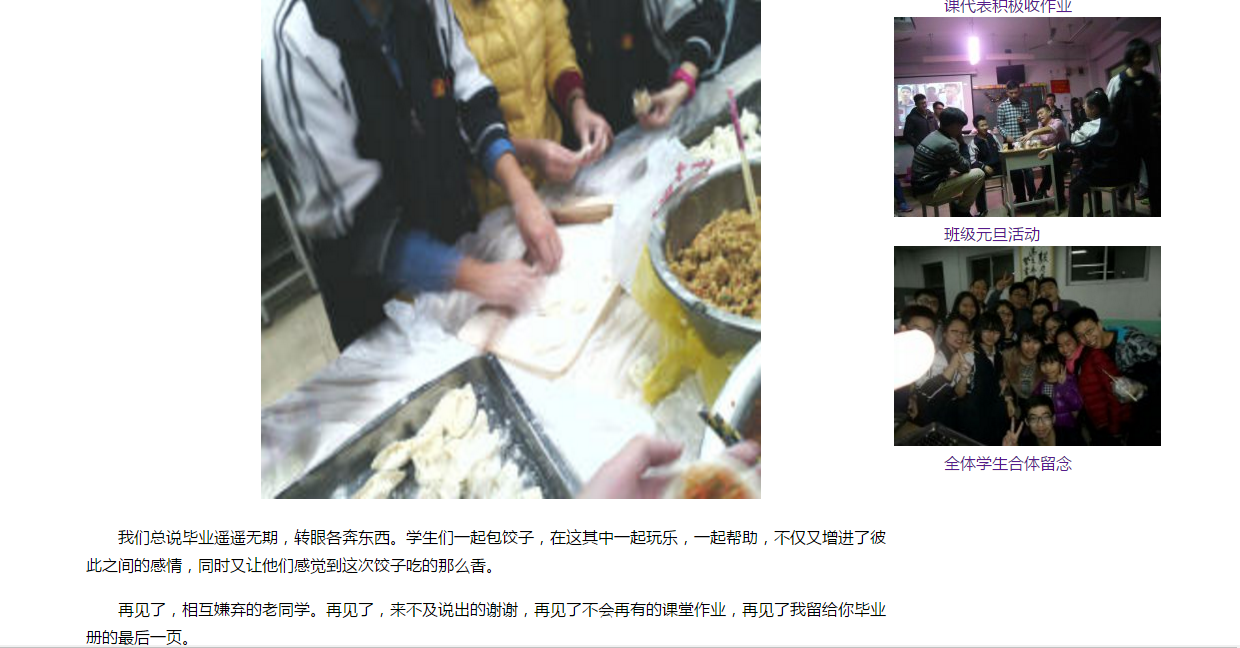 课代表积极收作业
班级元旦活动
全体学生合体留念
我们总说毕业遥遥无期，转眼各奔东西。学生们一起包饺子，在这其中一起玩乐，一起帮助，不仅又增进了彼
此之间的感情，同时又让他们感觉到这次饺子吃的那么香。
再见了，相互嫌弃的老同学。再见了，来不及说出的谢谢，再见了不会再有的课堂作业，再见了我留给你毕业
册的最后一页。